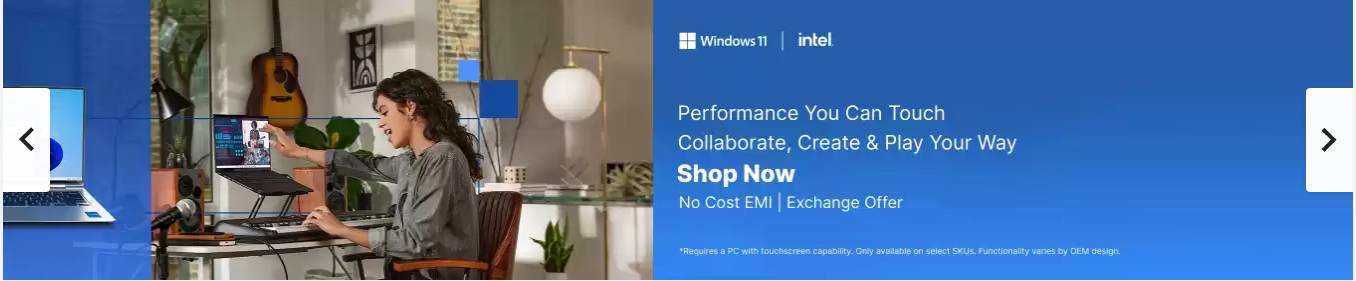 Windows 11 | intel.
Performance You Can Touch
Collaborate, Create & Play Your Way
Shop Now
No Cost EMI | Exchange Offer
*Requires a PC with touchscreen capability. Only available on select SKUs. Functionality varies by OEM design.